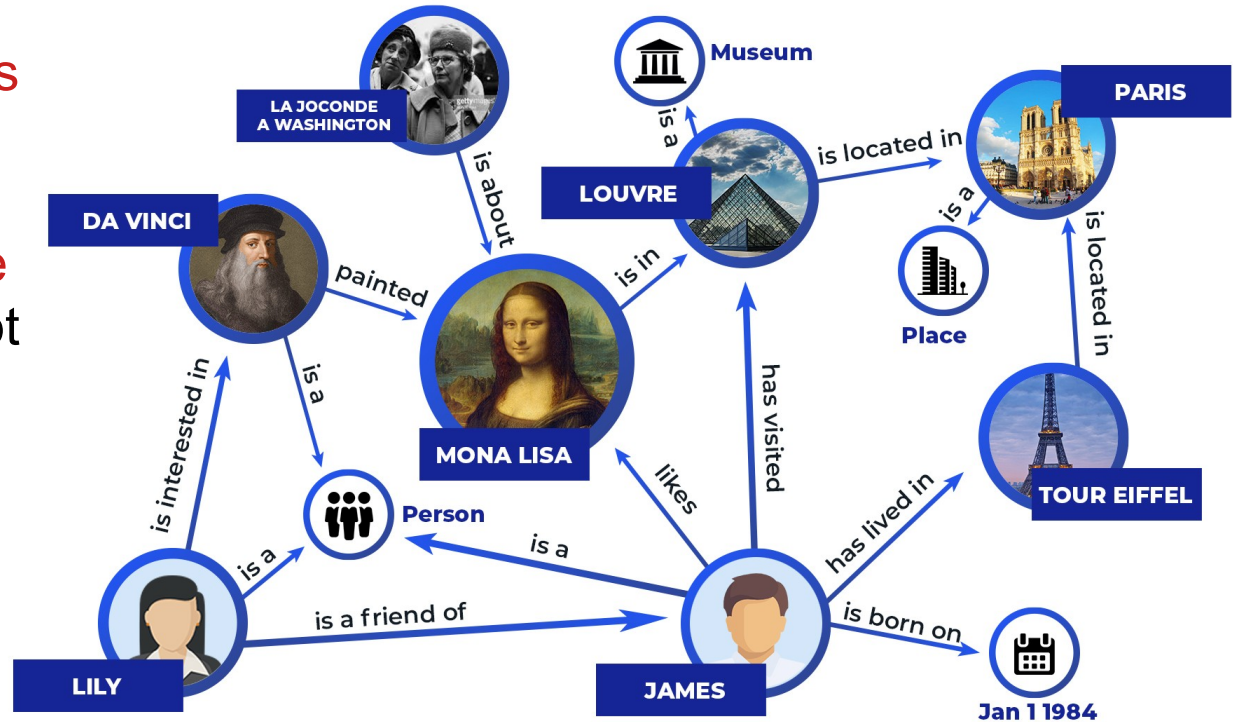 s
e
ot
LA JOCONDE
A WASHINGTON
gettyimages
Museum
PARIS
is a
is located in
LOUVRE
DA VINCI
is about
is a
is located in
painted
is in
Place
is interested in
is a
MONA LISA
has visited
likes
has lived in
TOUR EIFFEL
Person
is a
is a
is a friend of
is born on
LILY
JAMES
Jan 1 1984